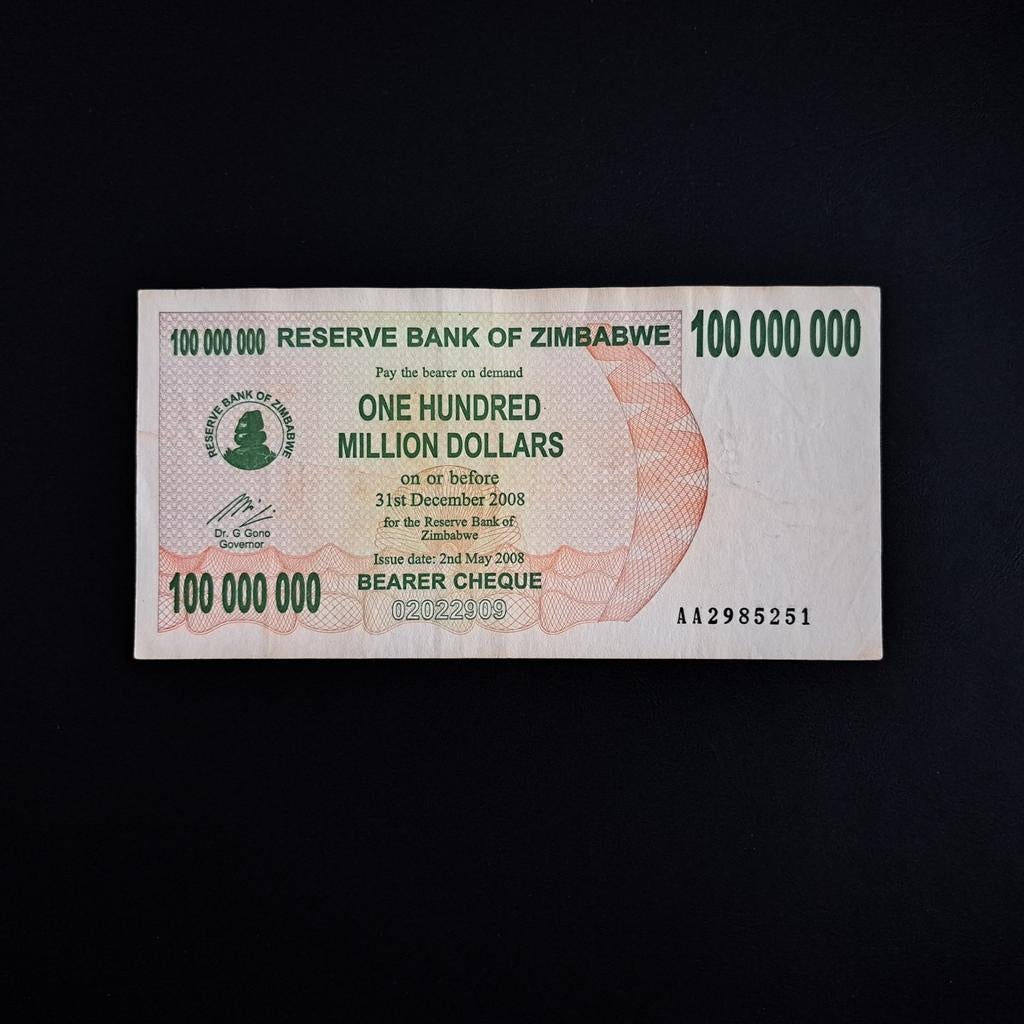 100 000 000 RESERVE BANK OF ZIMBABWE 100 000 000
Pay the bearer on demand
ONE HUNDRED
MILLION DOLLARS
RESERVE BANK OF ZIMBABWE
on or before
31st December 2008
for the Reserve Bank of
Zimbabwe
Dr. G Gono
Governor
Issue date: 2nd May 2008
100 000 000
BEARER CHEQUE
02022909
AA2985251